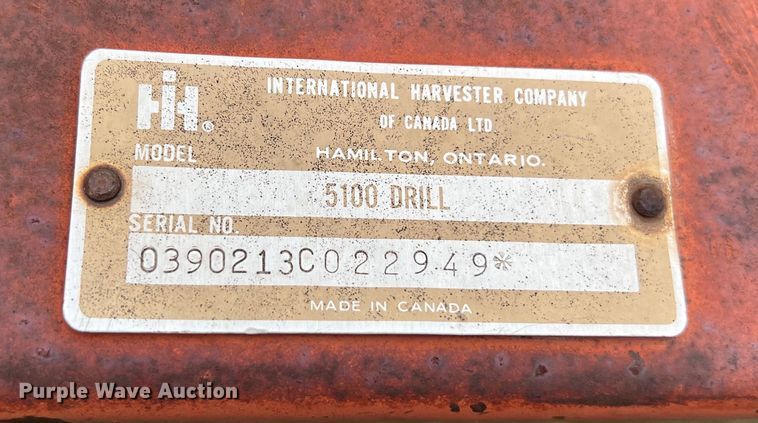 IH®
INTERNATIONAL HARVESTER COMPANY
OF CANADA LTD
HAMILTON, ONTARIO.
MODEL
5100 DRILL
SERIAL NO.
0390213C022949*
MADE IN CANADA
Purple Wave Auction